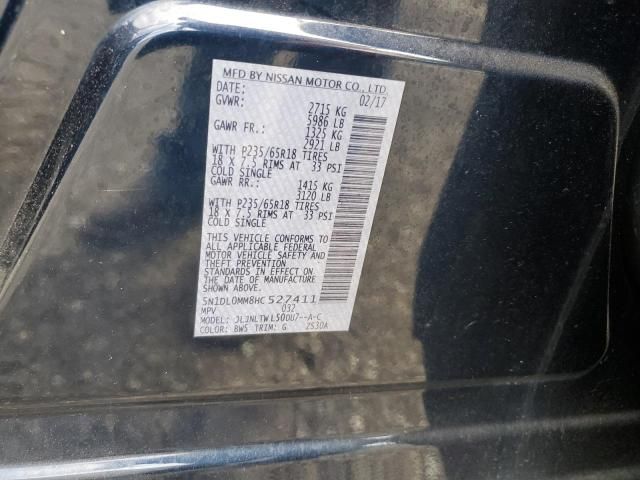 MFD BY NISSAN MOTOR CO., LTD
DATE: 02/17
GVWR: 2715 KG
5986 LB
GAWR FR.: 1325 KG
2921 LB
WITH P235/65R18 TIRES
18 X 7.5 RIMS AT 33 PSI
COLD SINGLE
GAWR RR.: 1415 KG
3120 LB
WITH P235/65R18 TIRES
18 X 7.5 RIMS AT 33 PSI
COLD SINGLE
THIS VEHICLE CONFORMS TO
ALL APPLICABLE FEDERAL
MOTOR VEHICLE SAFETY AND
THEFT PREVENTION
STANDARDS IN EFFECT ON
THE DATE OF MANUFACTURE
SHOWN ABOVE.
5N1DL0MM8HC527411
MPV 032
MODEL: JLJNLTWL50UU7--A-C
COLOR: BW5 TRIM: G 2S30A